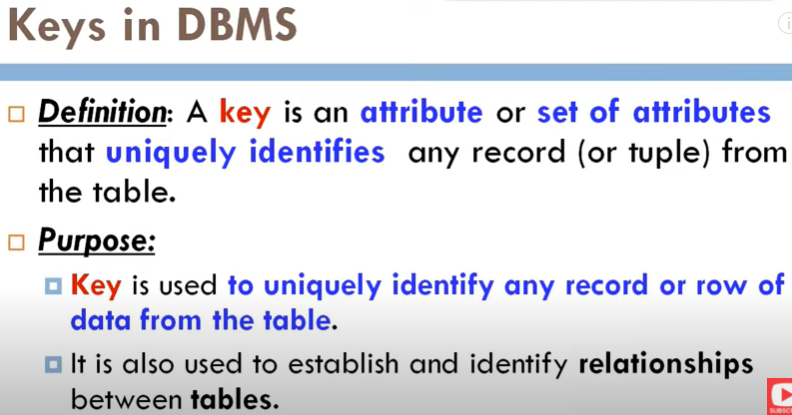 Keys in DBMS
Definition: A key is an attribute or set of attributes
that uniquely identifies any record (or tuple) from
the table.
Purpose:
Key is used to uniquely identify any record or row of
data from the table.
It is also used to establish and identify relationships
between tables.